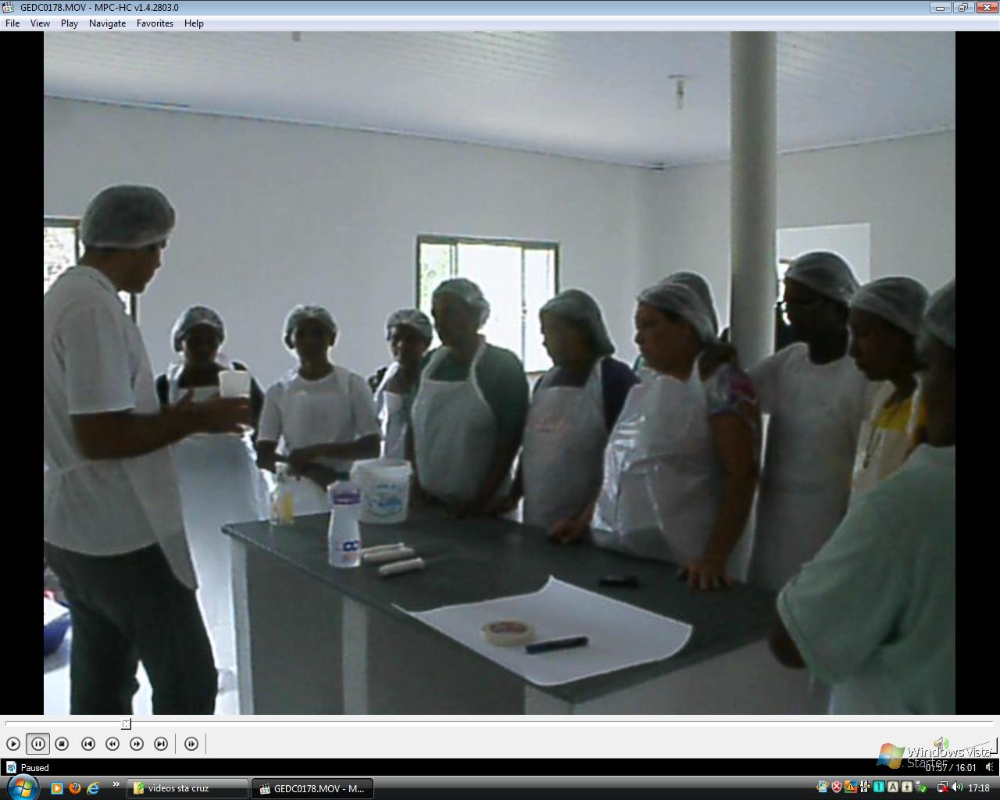 GEDC0178.MOV - MPC-HC v1.4.2803.0
File View Play Navigate Favorites Help
Paused
Windows Vista
Starter
01:57 / 16:01
videos sta cruz
GEDC0178.MOV - M...
1 A
17:18